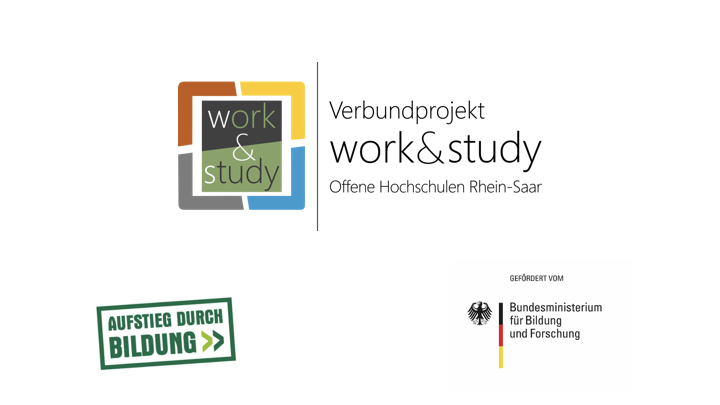 work
&
study
Verbundprojekt
work&study
Offene Hochschulen Rhein-Saar
AUFSTIEG DURCH
BILDUNG
GEFÖRDERT VOM
Bundesministerium
für Bildung
und Forschung